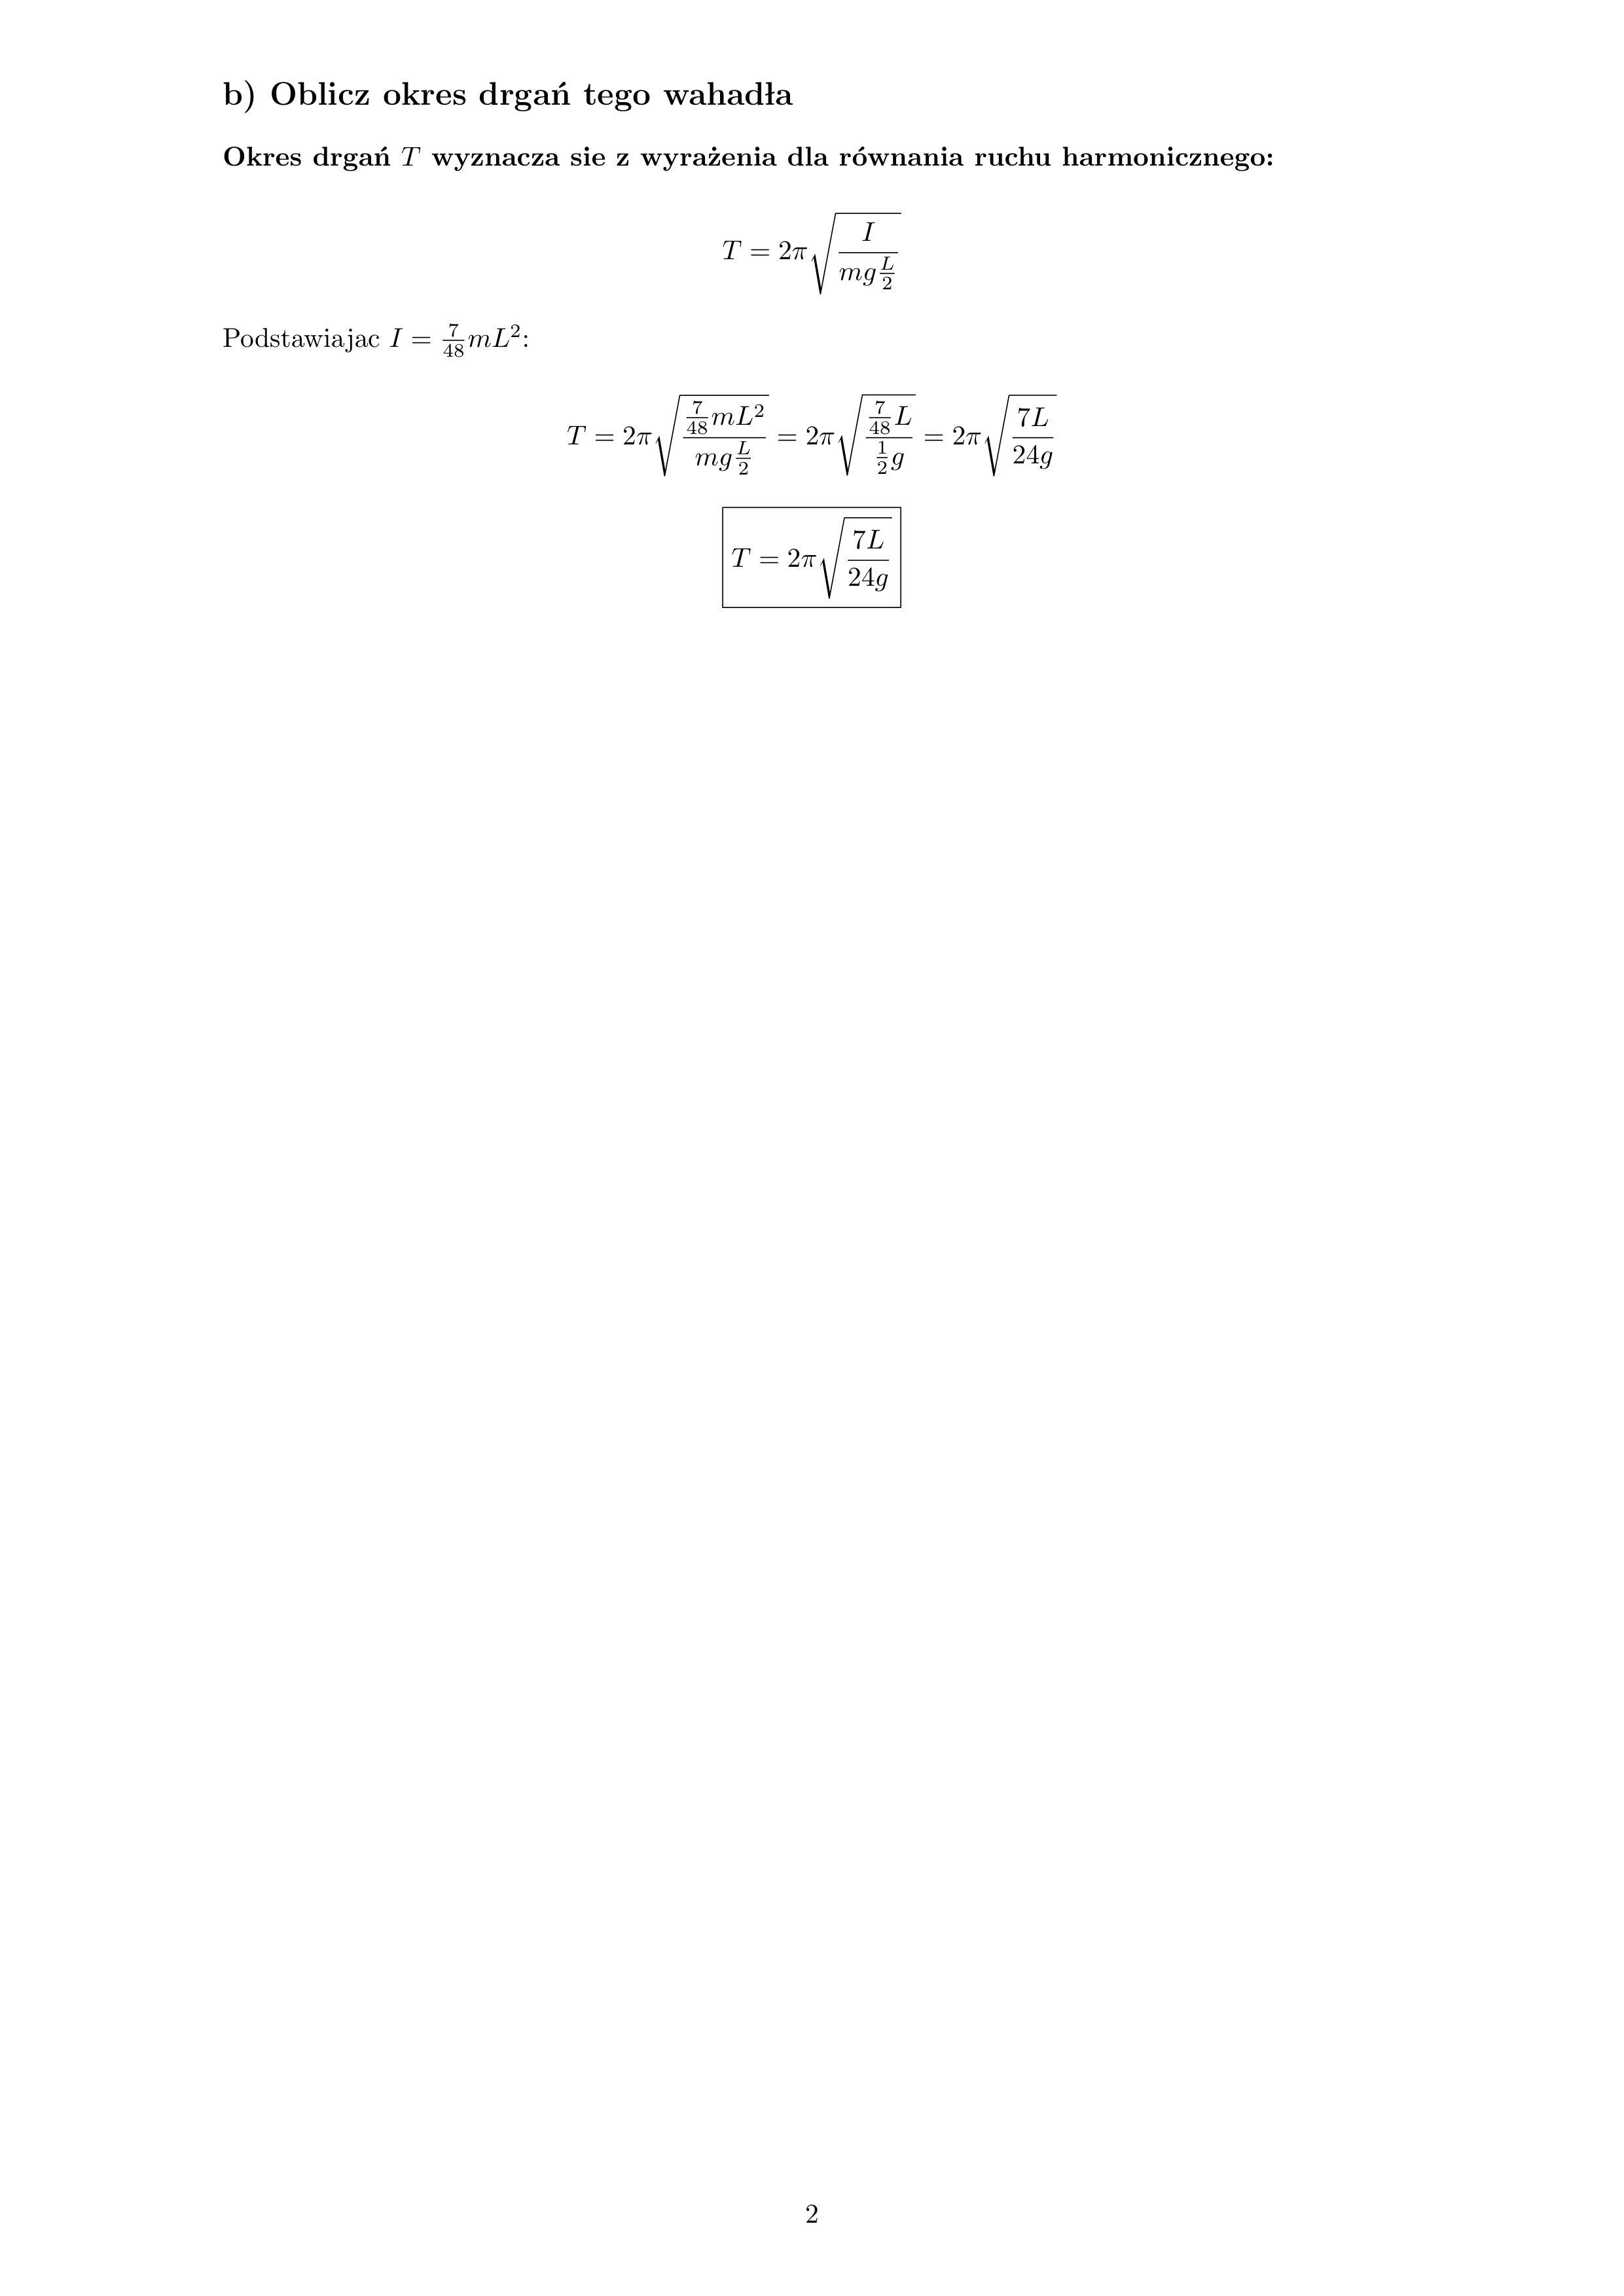 b) Oblicz okres drgań tego wahadła
Okres drgań T wyznacza sie z wyrażenia dla równania ruchu harmonicznego:
$T = 2\pi\sqrt{\frac{I}{mg\frac{L}{2}}}$
Podstawiajac $I = \frac{7}{48}mL^2$:
$T = 2\pi\sqrt{\frac{\frac{7}{48}mL^2}{mg\frac{L}{2}}} = 2\pi\sqrt{\frac{\frac{7}{48}L}{\frac{1}{2}g}} = 2\pi\sqrt{\frac{7L}{24g}}$
$T = 2\pi\sqrt{\frac{7L}{24g}}$
2